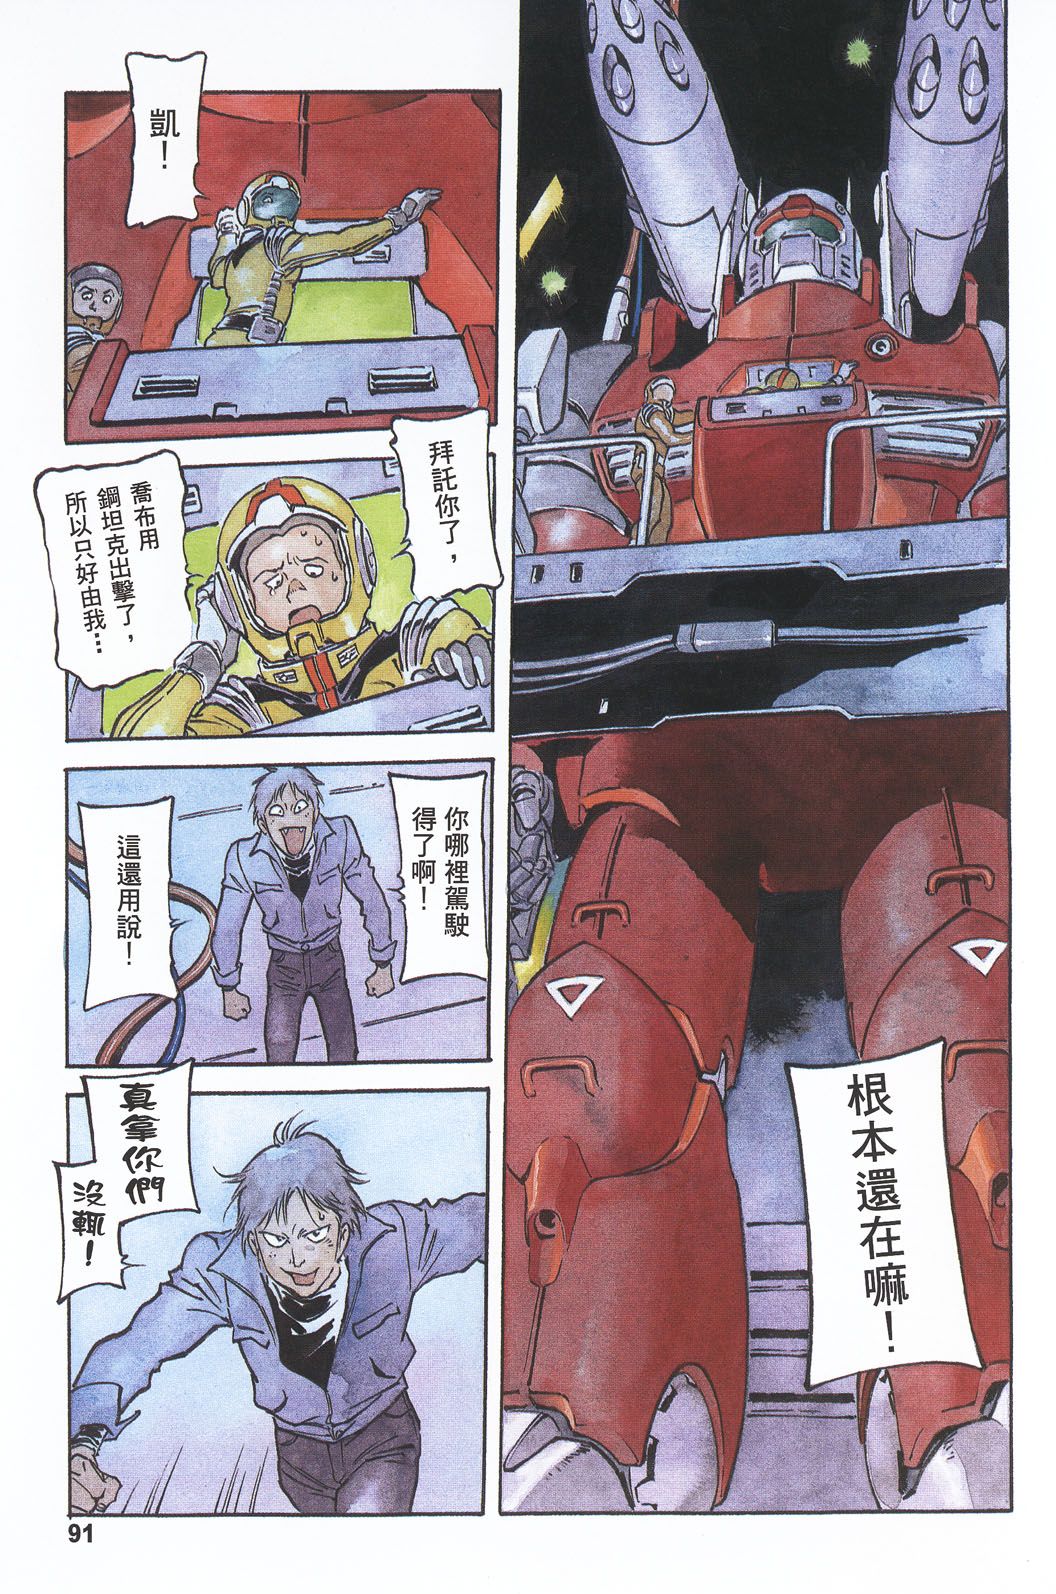 根本還在嘛！
凱！
拜託你了，
喬布用
鋼坦克出擊了，
所以只好由我…
你哪裡駕駛
得了啊！
這還用說！
真拿你們
沒輒！
91